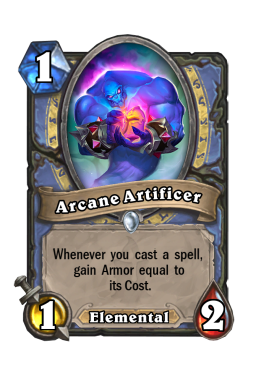 1
Arcane Artificer
Whenever you cast a spell,
gain Armor equal to
its Cost.
1
Elemental
2